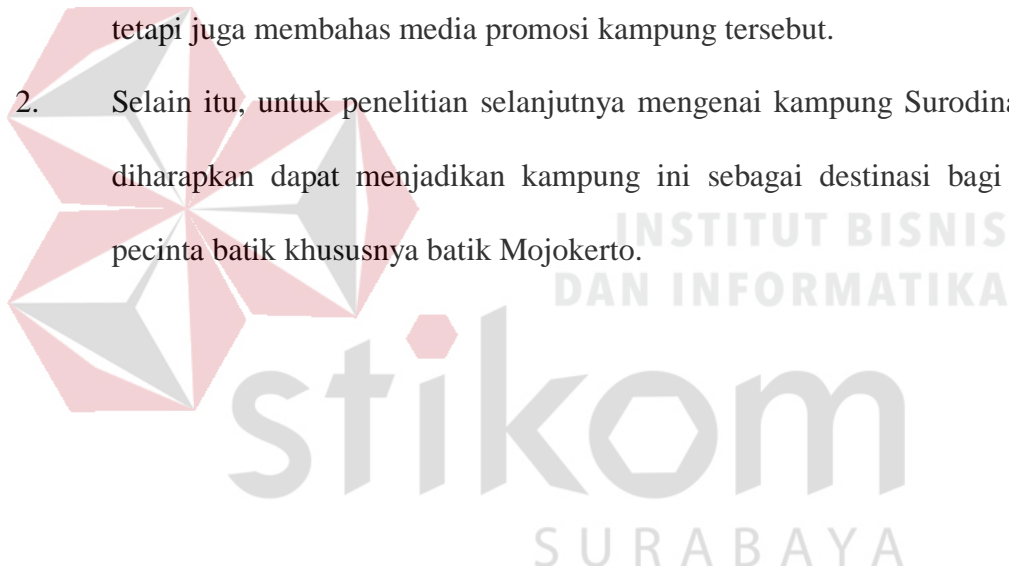 tetapi juga membahas media promosi kampung tersebut.
2. Selain itu, untuk penelitian selanjutnya mengenai kampung
diharapkan dapat menjadikan kampung ini sebagai destinasi bagi
pecinta batik khususnya batik Mojokerto.
INSTITUT BISNIS
DAN INFORMATIKA
stikom
SURABAYA